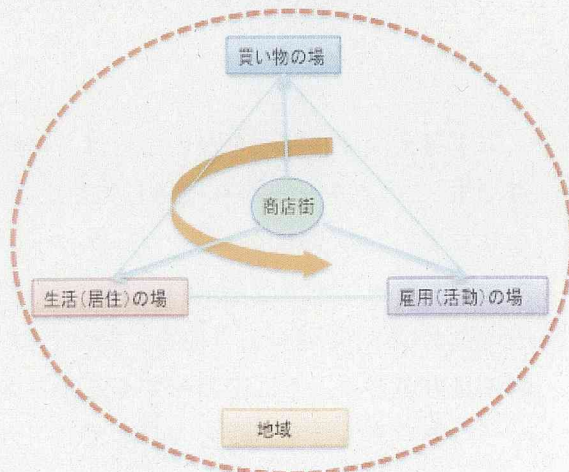 買い物の場
商店街
生活(居住)の場
雇用(活動)の場
地域